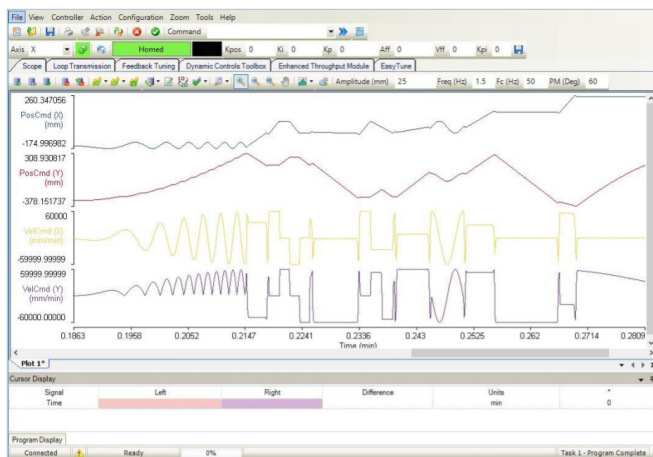 File View Controller Action Configuration Zoom Tools Help
Command
Axis X Homed Kpos 0 Ki 0 Kp 0 Aff 0 Vff 0 Kpi 0
Scope Loop Transmission Feedback Tuning Dynamic Controls Toolbox Enhanced Throughput Module EasyTune
Amplitude (mm) 25 Freq (Hz) 1.5 Fc (Hz) 50 PM (Deg) 60
260.347056
PosCmd (X)
(mm)
-174.996982
308.930817
PosCmd (Y)
(mm)
-378.151737
60000
VelCmd (X)
(mm/min)
-59999.99999
59999.99999
VelCmd (Y)
(mm/min)
-60000.00000
0.1863 0.1958 0.2052 0.2147 0.2241 0.2336 0.243 0.2525 0.262 0.2714 0.2809
Time (min)
Plot 1*
Cursor Display
Signal Left Right Difference Units
Time min 0
Program Display
Connected Ready 0% Task 1 - Program Complete